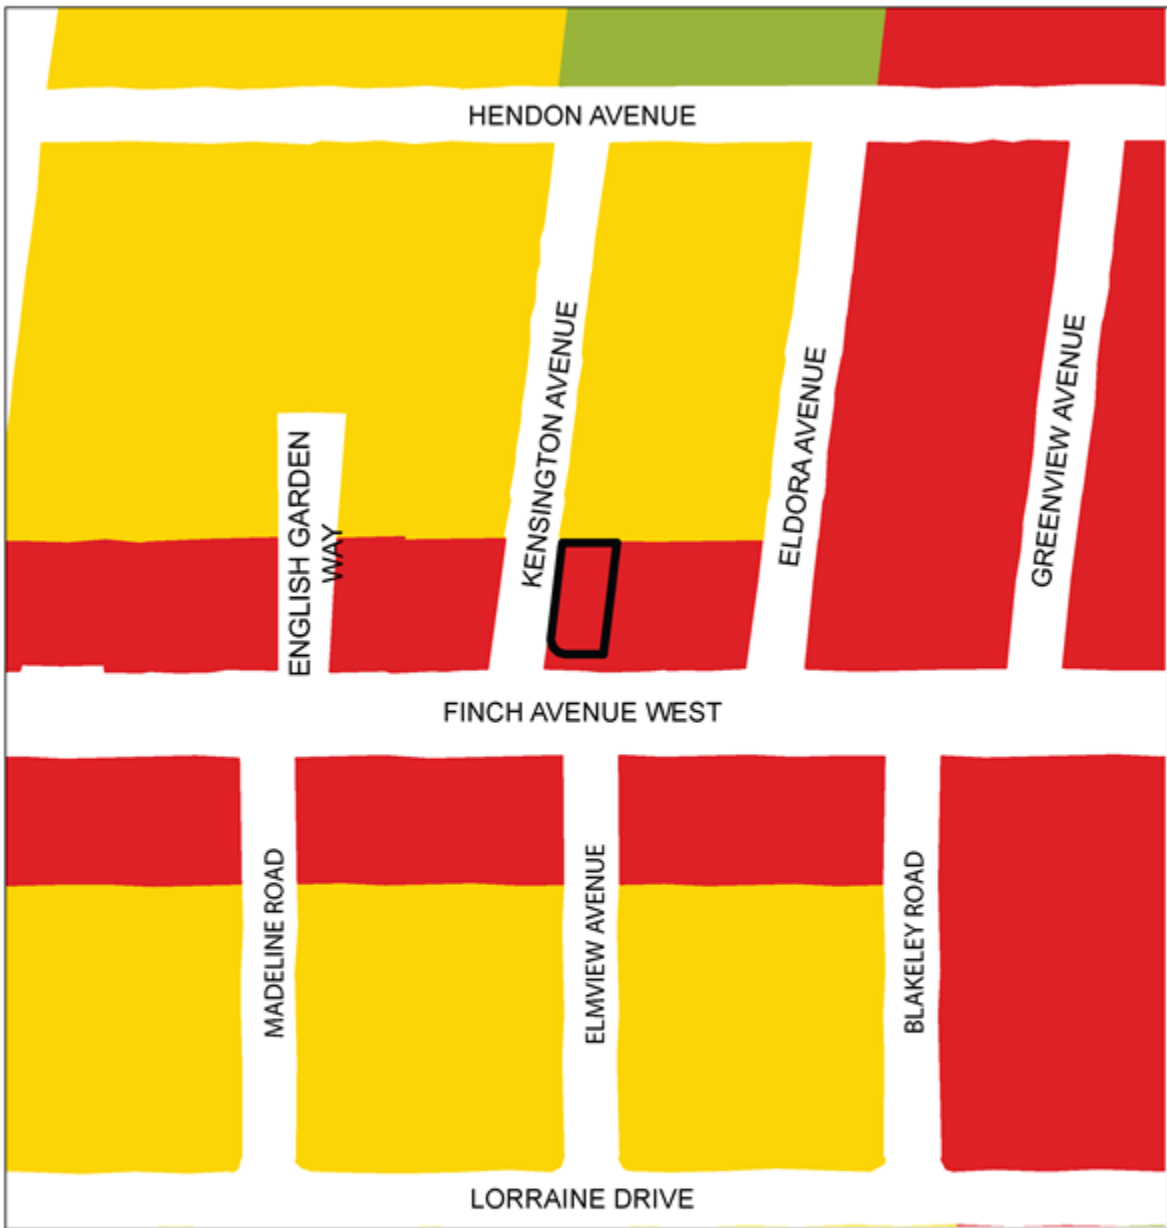 HENDON AVENUE
KENSINGTON AVENUE
ELDORA AVENUE
GREENVIEW AVENUE
ENGLISH GARDEN
WAY
FINCH AVENUE WEST
MADELINE ROAD
ELMVIEW AVENUE
BLAKELEY ROAD
LORRAINE DRIVE